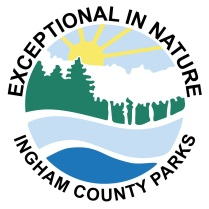 EXCEPTIONAL IN NATURE
INGHAM COUNTY PARKS